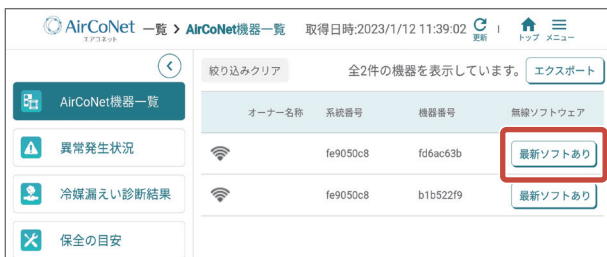 AirCoNet 一覧 > AirCoNet機器一覧 取得日時:2023/1/12 11:39:02 更新 トップ メニュー
エアコネット
絞り込みクリア 全2件の機器を表示しています。 エクスポート
AirCoNet機器一覧
異常発生状況
冷媒漏えい診断結果
保全の目安
オーナー名称 系統番号 機器番号 無線ソフトウェア
fe9050c8 fd6ac63b 最新ソフトあり
fe9050c8 b1b522f9 最新ソフトあり